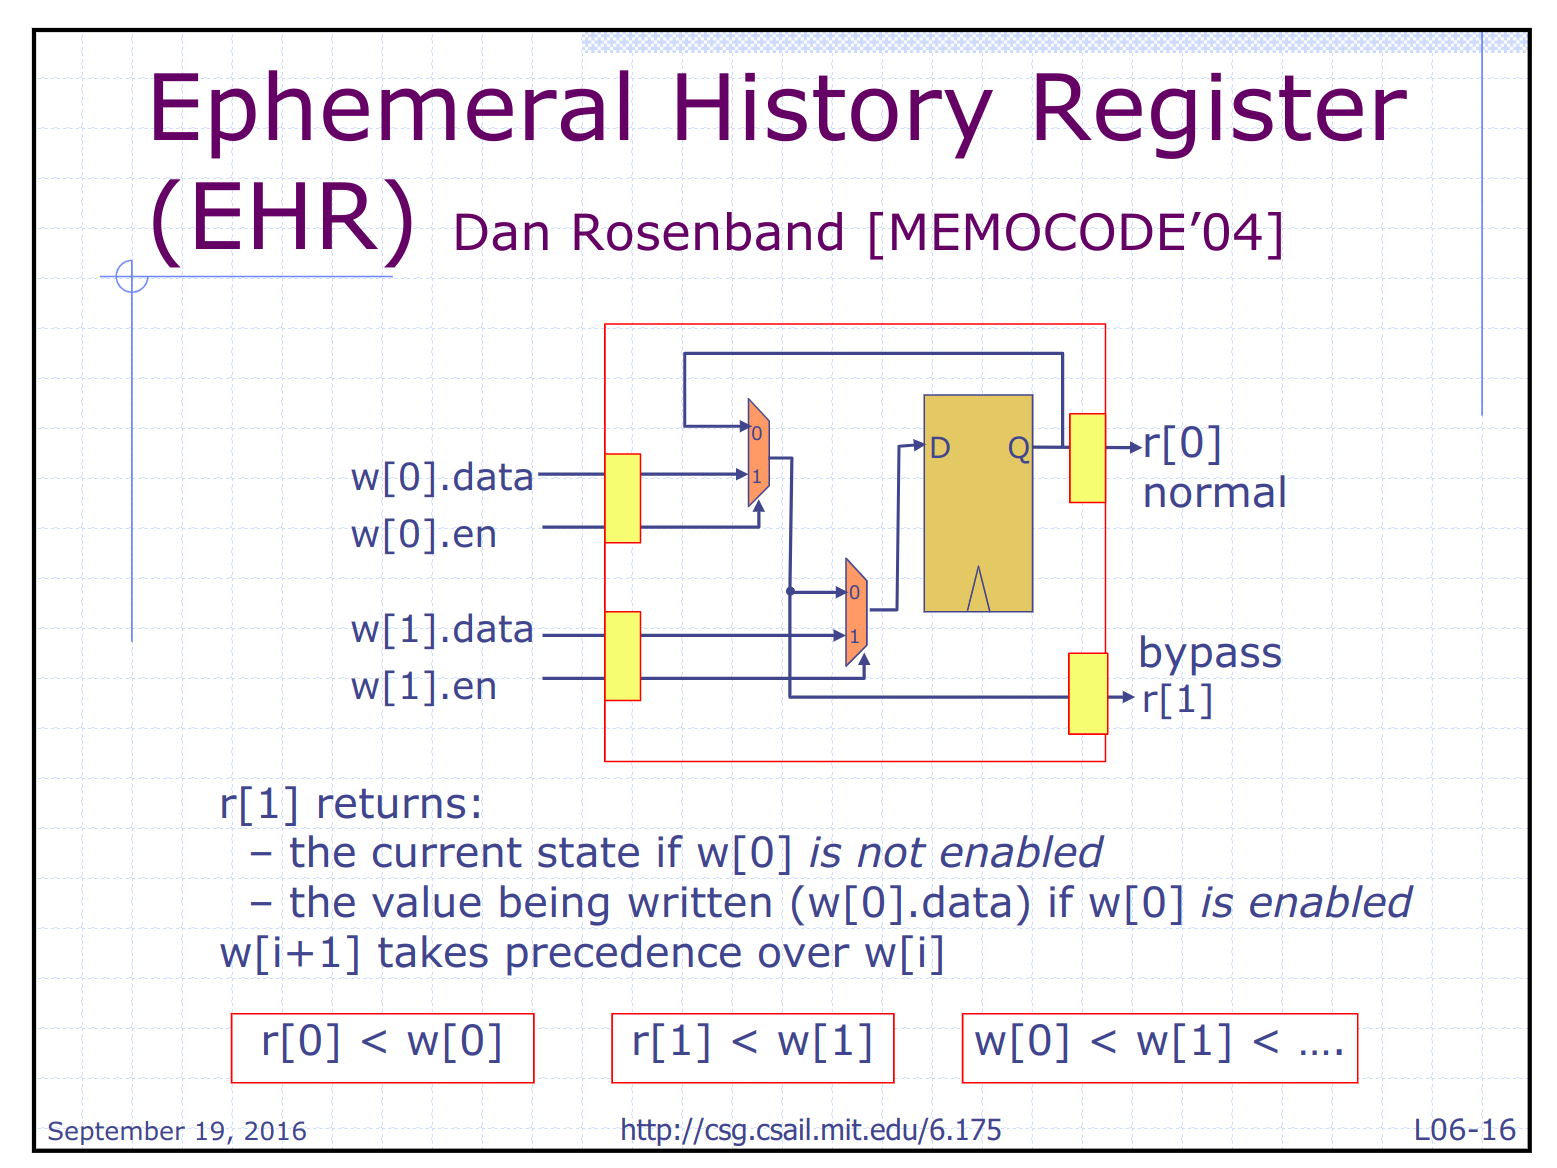 Ephemeral History Register
(EHR) Dan Rosenband [MEMOCODE’04]
0
1
D
Q
r[0]
normal
w[0].data
w[0].en
0
1
w[1].data
w[1].en
bypass
r[1]
r[1] returns:
– the current state if w[0] is not enabled
– the value being written (w[0].data) if w[0] is enabled
w[i+1] takes precedence over w[i]
r[0] < w[0]
r[1] < w[1]
w[0] < w[1] < ….
September 19, 2016
http://csg.csail.mit.edu/6.175
L06-16